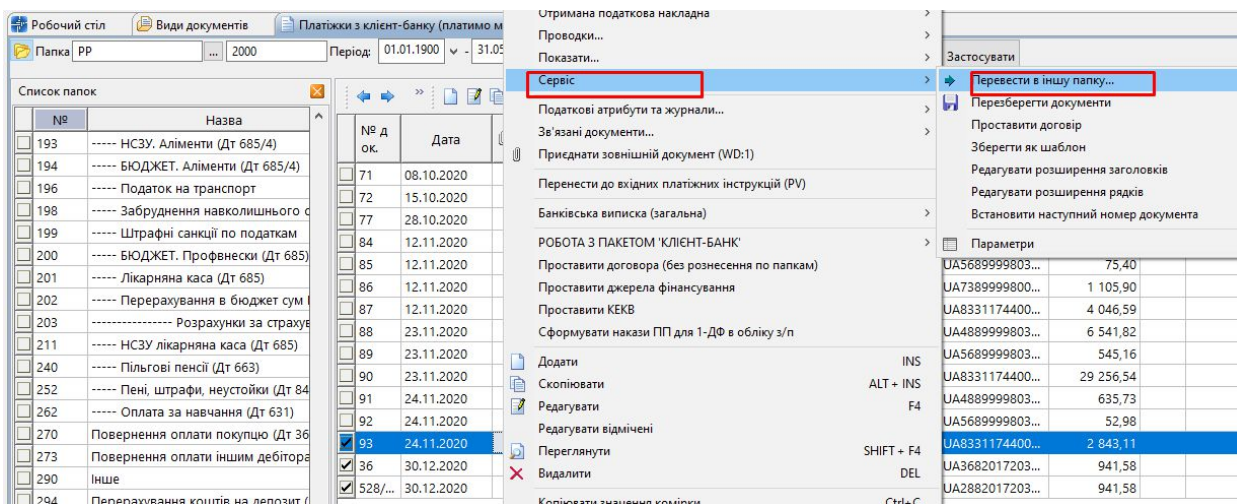 Робочий стіл
Види документів
Платіжки з клієнт-банку (платимо м
Папка PP ... 2000 Період: 01.01.1900 - 31.05
Застосувати
Список папок
№ Назва
193 ----- НСЗУ. Аліменти (Дт 685/4)
194 ----- БЮДЖЕТ. Аліменти (Дт 685/4)
196 ----- Податок на транспорт
198 ----- Забруднення навколишнього с
199 ----- Штрафні санкції по податкам
200 ----- БЮДЖЕТ. Профвнески (Дт 685)
201 ----- Лікарняна каса (Дт 685)
202 ----- Перерахування в бюджет сум
203 ---------------- Розрахунки за страхув
211 ----- НСЗУ лікарняна каса (Дт 685)
240 ----- Пільгові пенсії (Дт 663)
252 ----- Пені, штрафи, неустойки (Дт 84
262 ----- Оплата за навчання (Дт 631)
270 Повернення оплати покупцю (Дт 36
273 Повернення оплати іншим дебітора
290 Інше
294 Перерахування коштів на депозит (
№ д
ок.
Дата
71 08.10.2020
72 15.10.2020
77 28.10.2020
84 12.11.2020
85 12.11.2020
86 12.11.2020
87 12.11.2020
88 23.11.2020
89 23.11.2020
90 23.11.2020
91 24.11.2020
92 24.11.2020
93 24.11.2020
36 30.12.2020
528/... 30.12.2020
Отримана податкова накладна
Проводки...
Показати...
Сервіс
Податкові атрибути та журнали...
Зв'язані документи...
Приєднати зовнішній документ (WD:1)
Перенести до вхідних платіжних інструкцій (PV)
Банківська виписка (загальна)
РОБОТА З ПАКЕТОМ 'КЛІЄНТ-БАНК'
Проставити договора (без рознесення по папкам)
Проставити джерела фінансування
Проставити КЕКВ
Сформувати накази ПП для 1-ДФ в обліку з/п
Додати INS
Скопіювати ALT + INS
Редагувати F4
Редагувати відмічені
Переглянути SHIFT + F4
Видалити DEL
Копіювати значення комірки Ctrl+C
Перевести в іншу папку...
Перезберегти документи
Проставити договір
Зберегти як шаблон
Редагувати розширення заголовків
Редагувати розширення рядків
Встановити наступний номер документа
Параметри
UA5689999803... 75,40
UA7389999800... 1 105,90
UA8331174400... 4 046,59
UA4889999803... 6 541,82
UA5689999803... 545,16
UA8331174400... 29 256,54
UA4889999803... 635,73
UA5689999803... 52,98
UA8331174400... 2 843,11
UA3682017203... 941,58
UA2882017203... 941,58